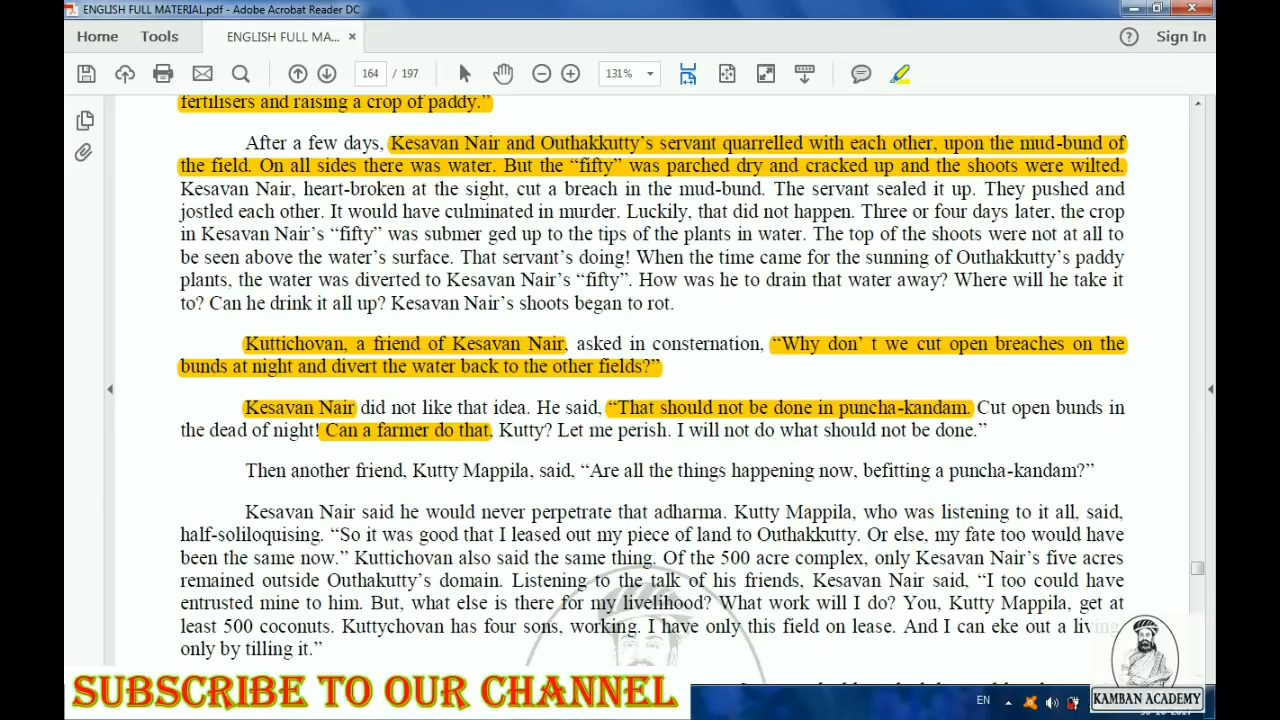 ENGLISH FULL MATERIAL.pdf - Adobe Acrobat Reader DC
Home Tools ENGLISH FULL MA... × Sign In
164 / 197 131%
fertilisers and raising a crop of paddy.”
After a few days, Kesavan Nair and Outhakkutty’s servant quarrelled with each other, upon the mud-bund of
the field. On all sides there was water. But the “fifty” was parched dry and cracked up and the shoots were wilted.
Kesavan Nair, heart-broken at the sight, cut a breach in the mud-bund. The servant sealed it up. They pushed and
jostled each other. It would have culminated in murder. Luckily, that did not happen. Three or four days later, the crop
in Kesavan Nair’s “fifty” was submer ged up to the tips of the plants in water. The top of the shoots were not at all to
be seen above the water’s surface. That servant’s doing! When the time came for the sunning of Outhakkutty’s paddy
plants, the water was diverted to Kesavan Nair’s “fifty”. How was he to drain that water away? Where will he take it
to? Can he drink it all up? Kesavan Nair’s shoots began to rot.
Kuttichovan, a friend of Kesavan Nair, asked in consternation, “Why don’ t we cut open breaches on the
bunds at night and divert the water back to the other fields?”
Kesavan Nair did not like that idea. He said, “That should not be done in puncha-kandam. Cut open bunds in
the dead of night! Can a farmer do that, Kutty? Let me perish. I will not do what should not be done.”
Then another friend, Kutty Mappila, said, “Are all the things happening now, befitting a puncha-kandam?”
Kesavan Nair said he would never perpetrate that adharma. Kutty Mappila, who was listening to it all, said,
half-soliloquising. “So it was good that I leased out my piece of land to Outhakkutty. Or else, my fate too would have
been the same now.” Kuttichovan also said the same thing. Of the 500 acre complex, only Kesavan Nair’s five acres
remained outside Outhakutty’s domain. Listening to the talk of his friends, Kesavan Nair said, “I too could have
entrusted mine to him. But, what else is there for my livelihood? What work will I do? You, Kutty Mappila, get at
least 500 coconuts. Kuttychovan has four sons, working. I have only this field on lease. And I can eke out a living
only by tilling it.”
SUBSCRIBE TO OUR CHANNEL
EN
KAMBAN ACADEMY